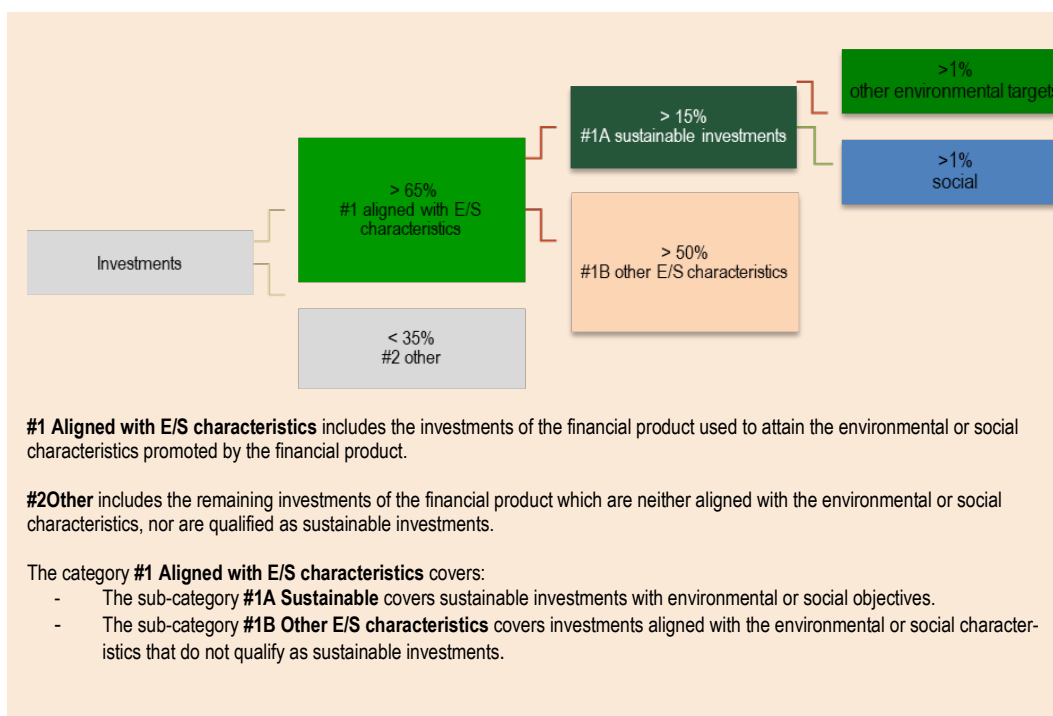 >1%
other environmental targets
> 15%
#1A sustainable investments
>1%
social
> 65%
#1 aligned with E/S
characteristics
> 50%
#1B other E/S characteristics
Investments
< 35%
#2 other
#1 Aligned with E/S characteristics includes the investments of the financial product used to attain the environmental or social
characteristics promoted by the financial product.
#2Other includes the remaining investments of the financial product which are neither aligned with the environmental or social
characteristics, nor are qualified as sustainable investments.
The category #1 Aligned with E/S characteristics covers:
- The sub-category #1A Sustainable covers sustainable investments with environmental or social objectives.
- The sub-category #1B Other E/S characteristics covers investments aligned with the environmental or social character-
istics that do not qualify as sustainable investments.